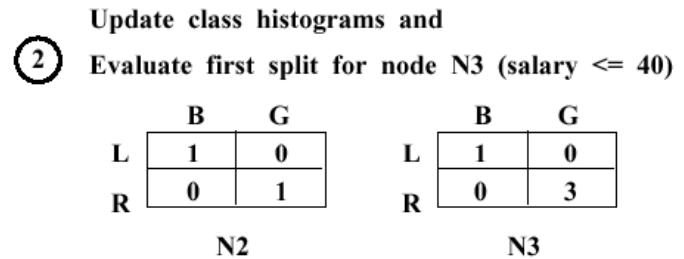 Update class histograms and
2 Evaluate first split for node N3 (salary <= 40)
B G B G
L 1 0 L 1 0
R 0 1 R 0 3
N2 N3